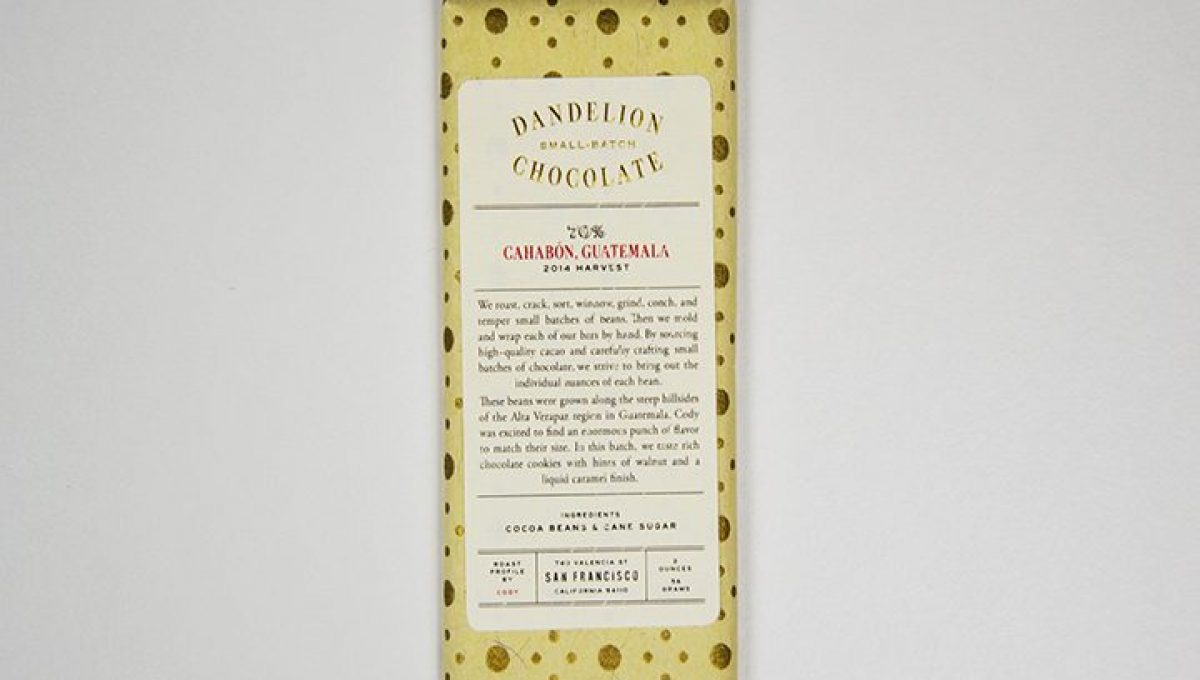 DANDELION
SMALL-BATCH
CHOCOLATE
70%
CAHABÓN, GUATEMALA
2014 HARVEST
We roast, crack, sort, winnow, grind, conch, and
temper small batches of beans. Then we mold
and wrap each of our bars by hand. By sourcing
high-quality cacao and carefully crafting small
batches of chocolate, we strive to bring out the
individual nuances of each bean.
These beans were grown along the steep hillsides
of the Alta Verapaz region in Guatemala. Cody
was excited to find an enormous punch of flavor
to match their size. In this batch, we taste rich
chocolate cookies with hints of walnut and a
liquid caramel finish.
INGREDIENTS
COCOA BEANS & CANE SUGAR
ROAST
PROFILE
BY
CODY
740 VALENCIA ST
SAN FRANCISCO
CALIFORNIA 94110
2
OUNCES
56
GRAMS